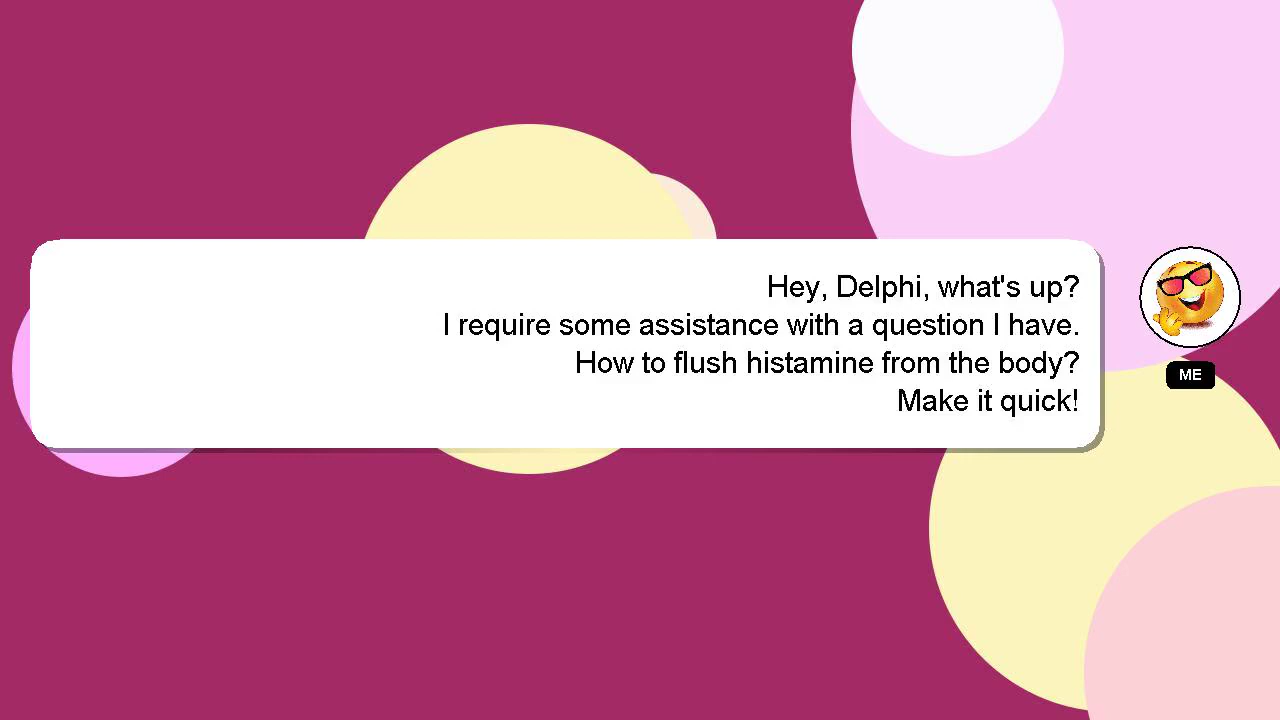 Hey, Delphi, what's up?
I require some assistance with a question I have.
How to flush histamine from the body?
Make it quick!
ME